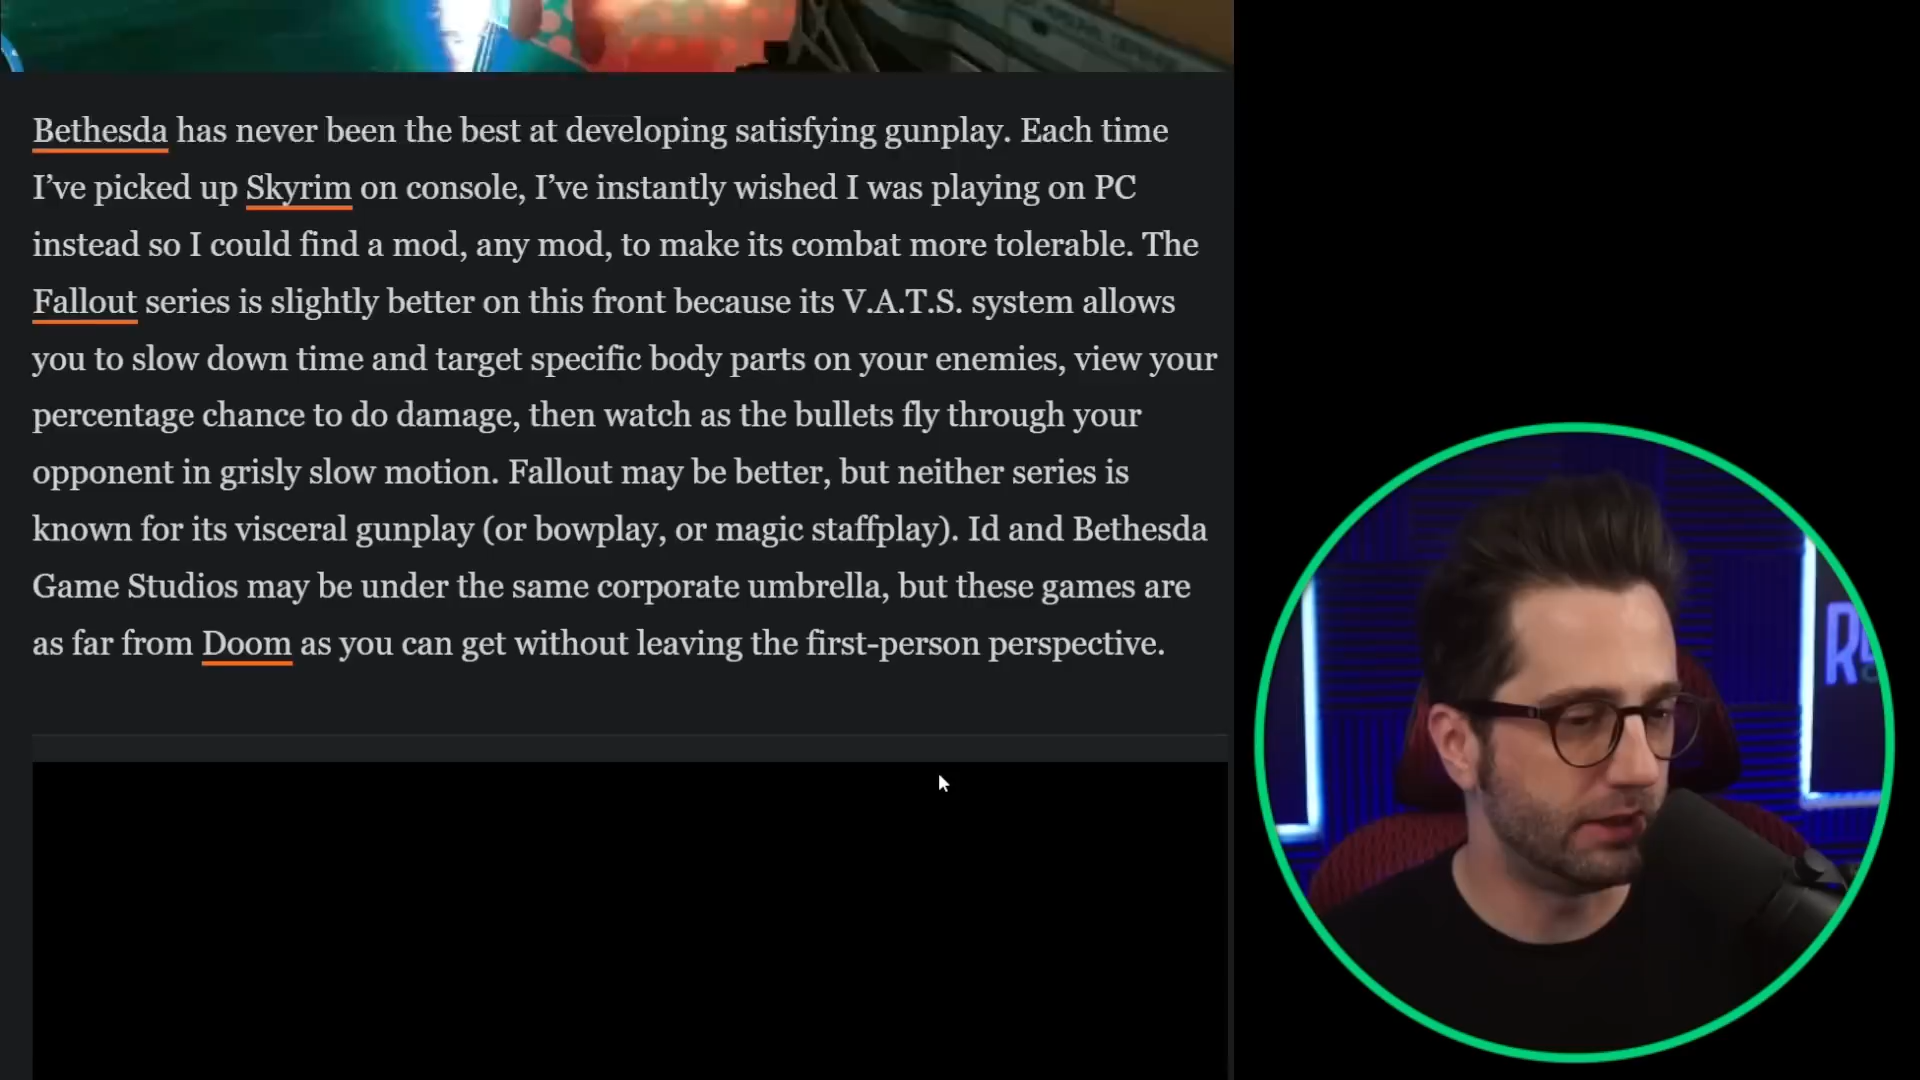 Bethesda has never been the best at developing satisfying gunplay. Each time
I’ve picked up Skyrim on console, I’ve instantly wished I was playing on PC
instead so I could find a mod, any mod, to make its combat more tolerable. The
Fallout series is slightly better on this front because its V.A.T.S. system allows
you to slow down time and target specific body parts on your enemies, view your
percentage chance to do damage, then watch as the bullets fly through your
opponent in grisly slow motion. Fallout may be better, but neither series is
known for its visceral gunplay (or bowplay, or magic staffplay). Id and Bethesda
Game Studios may be under the same corporate umbrella, but these games are
as far from Doom as you can get without leaving the first-person perspective.